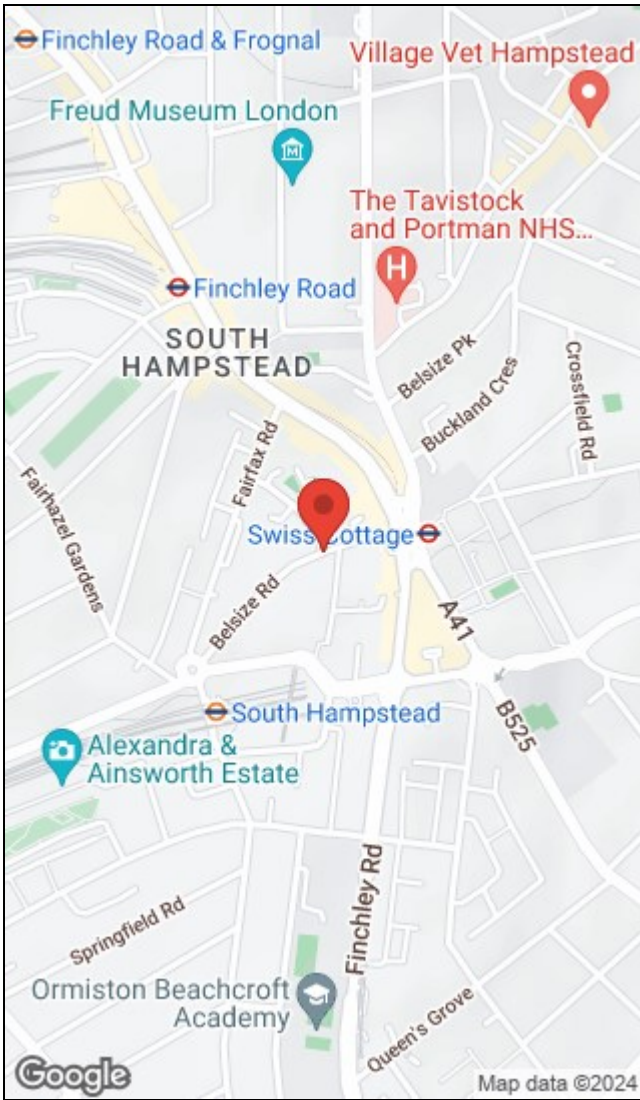 Finchley Road & Frognal
Village Vet Hampstead
Freud Museum London
M
The Tavistock
and Portman NHS...
H
Finchley Road
SOUTH
HAMPSTEAD
Belsize Pk
Crossfield Rd
Buckland Cres
Fairfax Rd
Fairhazel Gardens
Swiss Cottage
Belsize Rd
A41
South Hampstead
B525
Alexandra &
Ainsworth Estate
Finchley Rd
Springfield Rd
Ormiston Beachcroft
Academy
Queen's Grove
Google
Map data ©2024